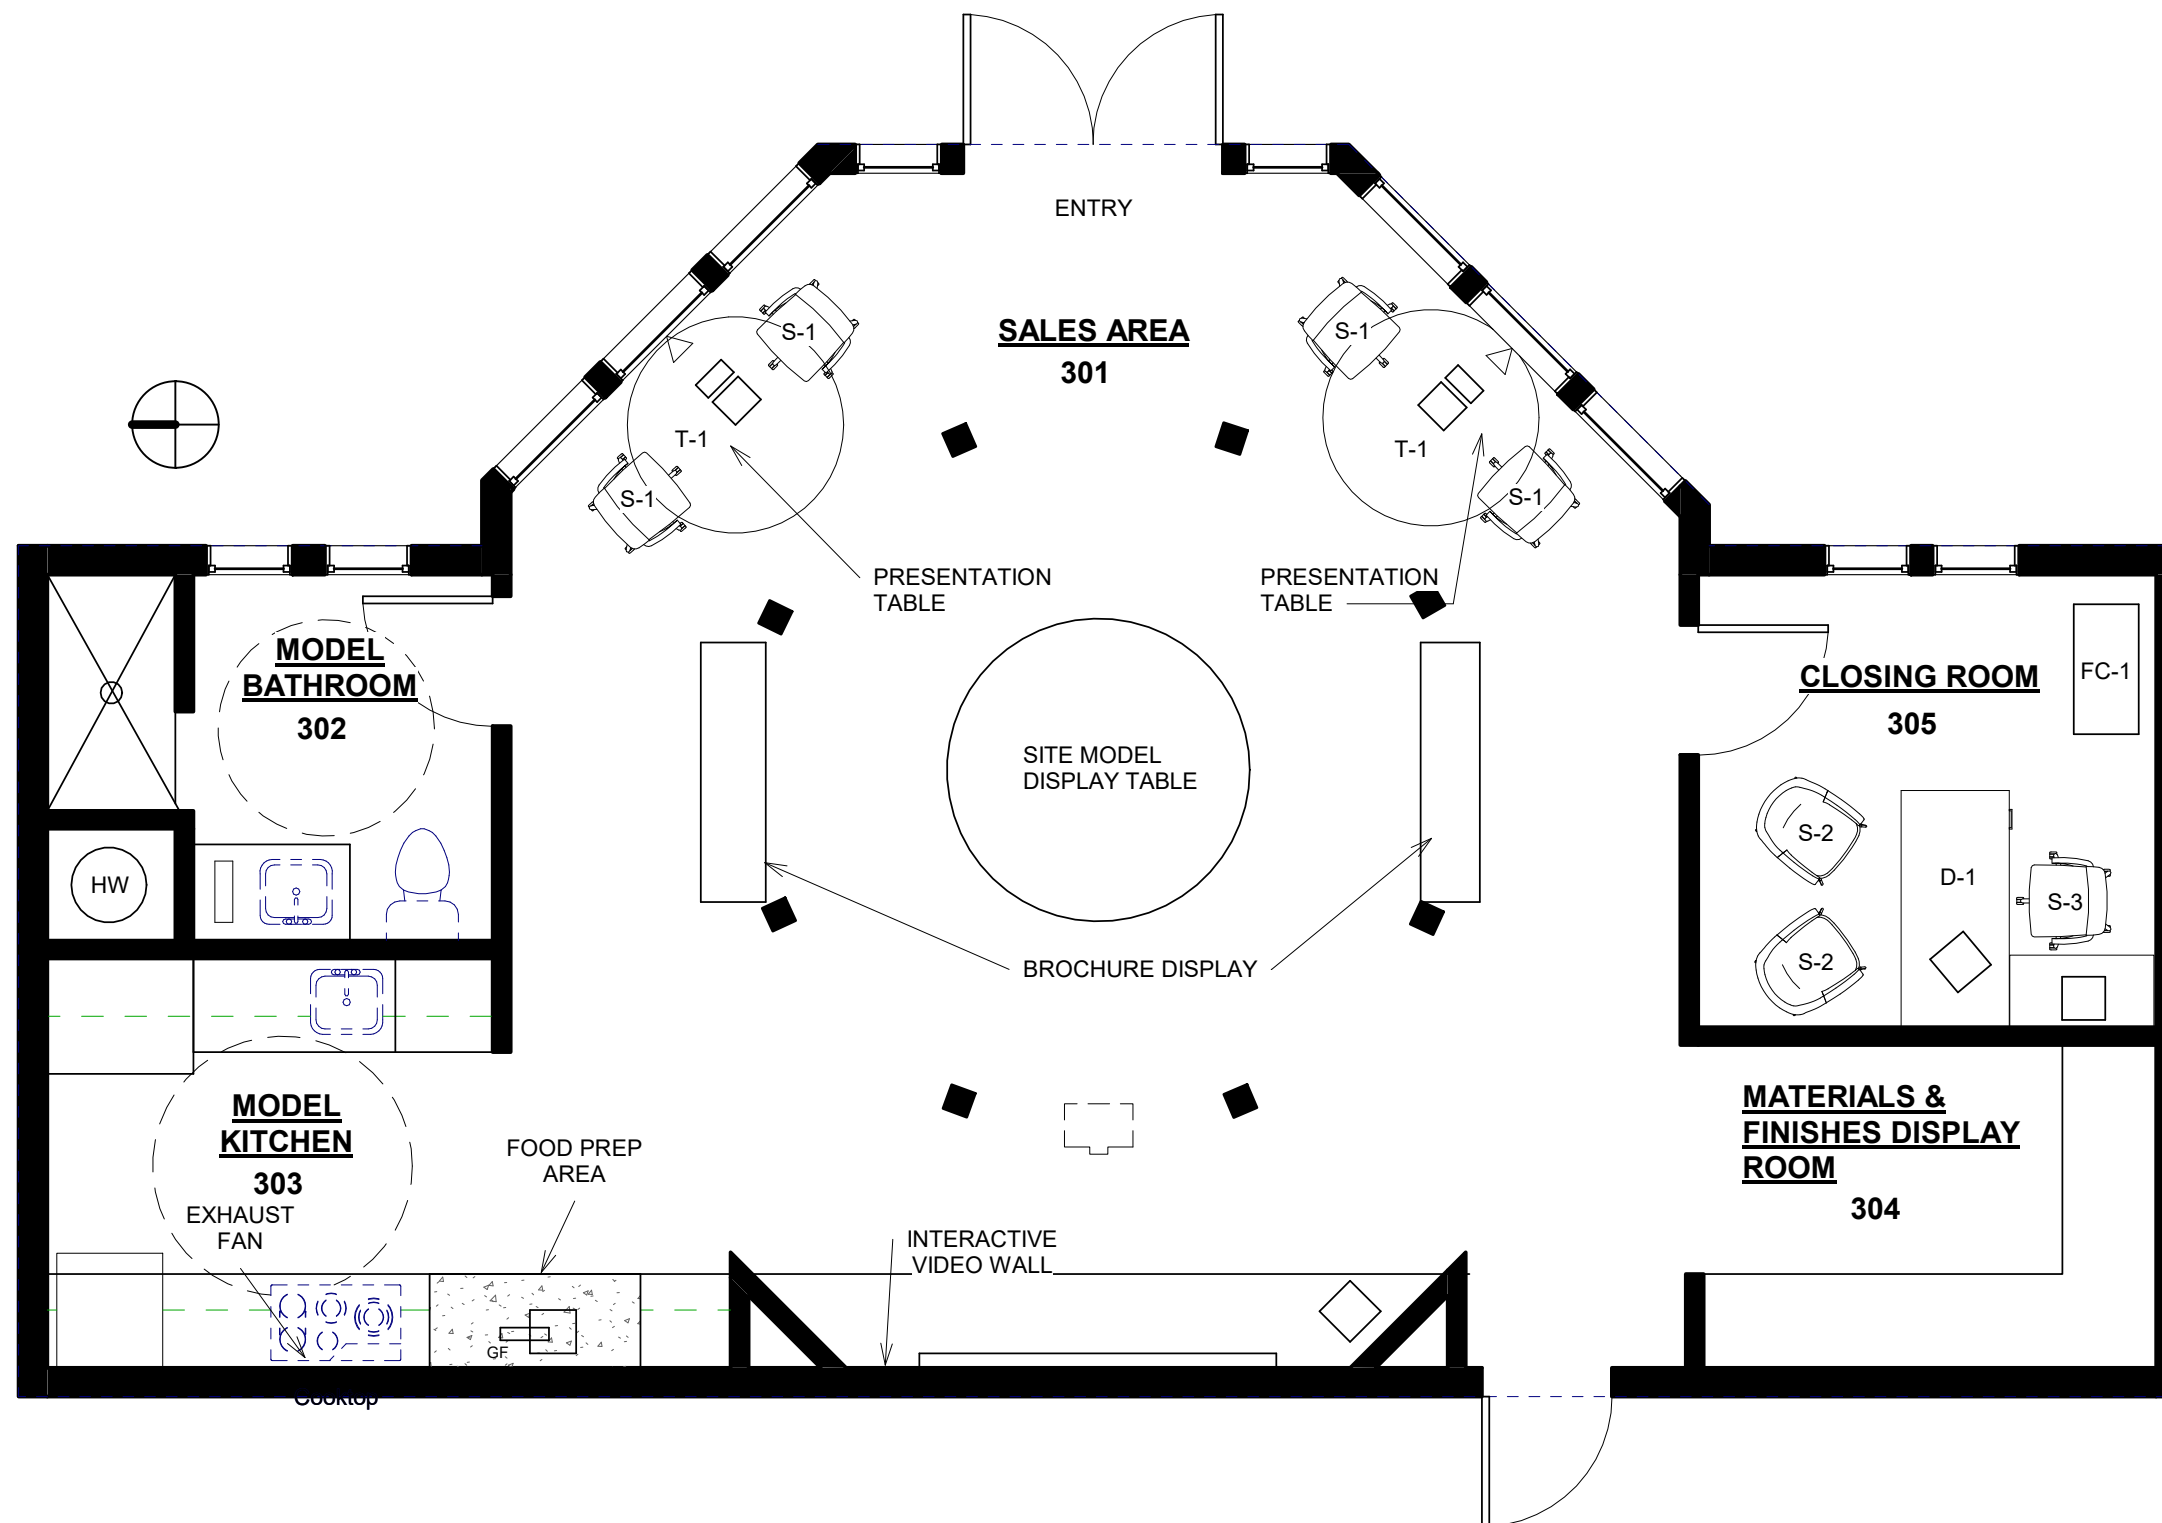 ENTRY
SALES AREA
301
S-1
S-1
T-1
T-1
S-1
S-1
PRESENTATION
TABLE
PRESENTATION
TABLE
MODEL
BATHROOM
302
CLOSING ROOM
305
FC-1
SITE MODEL
DISPLAY TABLE
S-2
D-1
S-3
HW
S-2
BROCHURE DISPLAY
MODEL
KITCHEN
303
MATERIALS &
FINISHES DISPLAY
ROOM
304
FOOD PREP
AREA
EXHAUST
FAN
INTERACTIVE
VIDEO WALL
GF
Cooktop